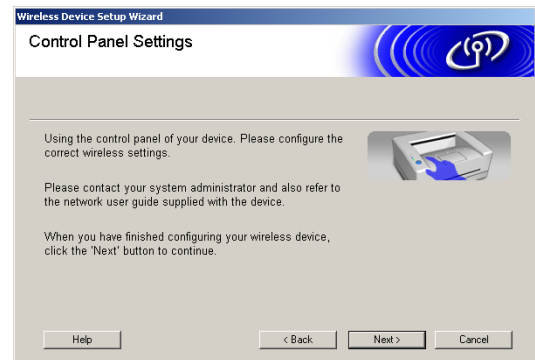 Wireless Device Setup Wizard
Control Panel Settings
Using the control panel of your device. Please configure the
correct wireless settings.
Please contact your system administrator and also refer to
the network user guide supplied with the device.
When you have finished configuring your wireless device,
click the 'Next' button to continue.
Help
< Back
Next >
Cancel